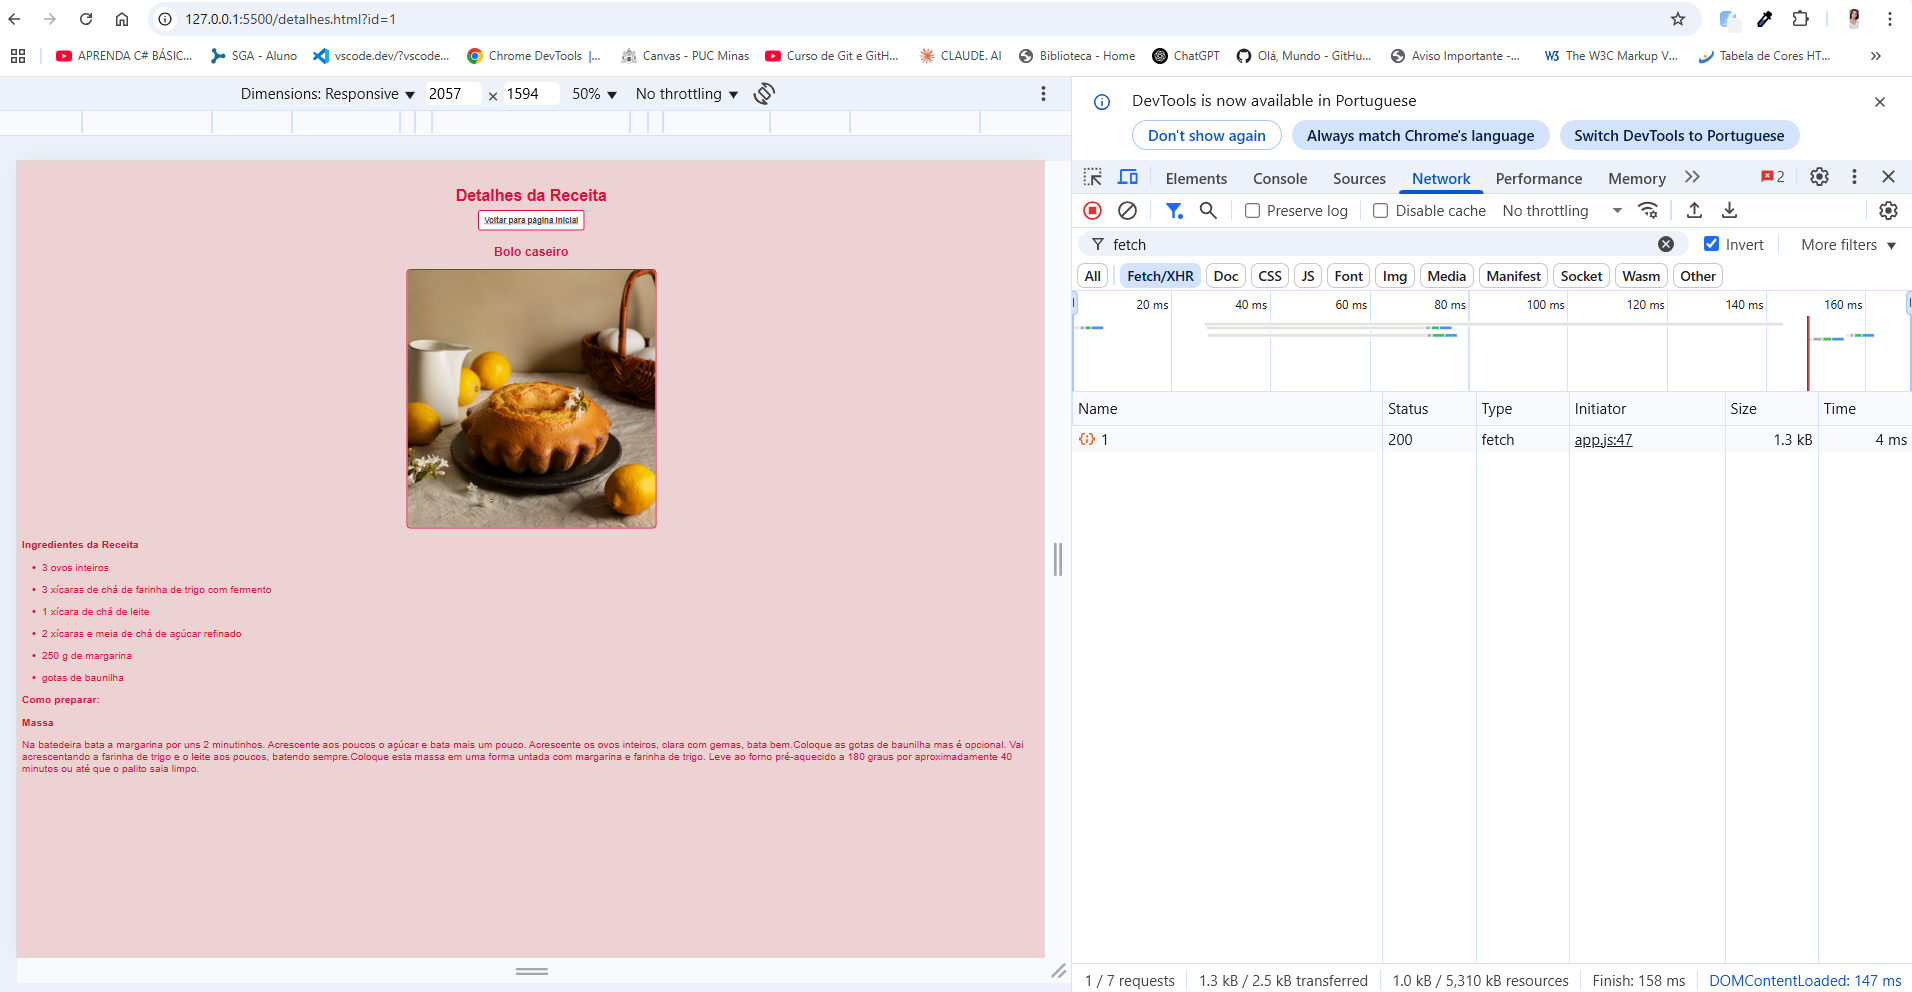 127.0.0.1:5500/detalhes.html?id=1
APRENDA C# BÁSIC...
SGA - Aluno
vscode.dev/?vscode...
Chrome DevTools |...
Canvas - PUC Minas
Curso de Git e GitH...
CLAUDE. AI
Biblioteca - Home
ChatGPT
Olá, Mundo - GitHu...
Aviso Importante -...
The W3C Markup V...
Tabela de Cores HT...
»
Dimensions: Responsive
2057
×
1594
50%
No throttling
DevTools is now available in Portuguese
Don't show again
Always match Chrome's language
Switch DevTools to Portuguese
Elements
Console
Sources
Network
Performance
Memory
2
Preserve log
Disable cache
No throttling
fetch
Invert
More filters
All
Fetch/XHR
Doc
CSS
JS
Font
Img
Media
Manifest
Socket
Wasm
Other
20 ms
40 ms
60 ms
80 ms
100 ms
120 ms
140 ms
160 ms
Name
Status
Type
Initiator
Size
Time
1
200
fetch
app.js:47
1.3 kB
4 ms
1 / 7 requests
1.3 kB / 2.5 kB transferred
1.0 kB / 5,310 kB resources
Finish: 158 ms
DOMContentLoaded: 147 ms
Detalhes da Receita
Voltar para página inicial
Bolo caseiro
Ingredientes da Receita
• 3 ovos inteiros
• 3 xícaras de chá de farinha de trigo com fermento
• 1 xícara de chá de leite
• 2 xícaras e meia de chá de açúcar refinado
• 250 g de margarina
• gotas de baunilha
Como preparar:
Massa
Na batedeira bata a margarina por uns 2 minutinhos. Acrescente aos poucos o açúcar e bata mais um pouco. Acrescente os ovos inteiros, clara com gemas, bata bem.Coloque as gotas de baunilha mas é opcional. Vai
acrescentando a farinha de trigo e o leite aos poucos, batendo sempre.Coloque esta massa em uma forma untada com margarina e farinha de trigo. Leve ao forno pré-aquecido a 180 graus por aproximadamente 40
minutos ou até que o palito saia limpo.